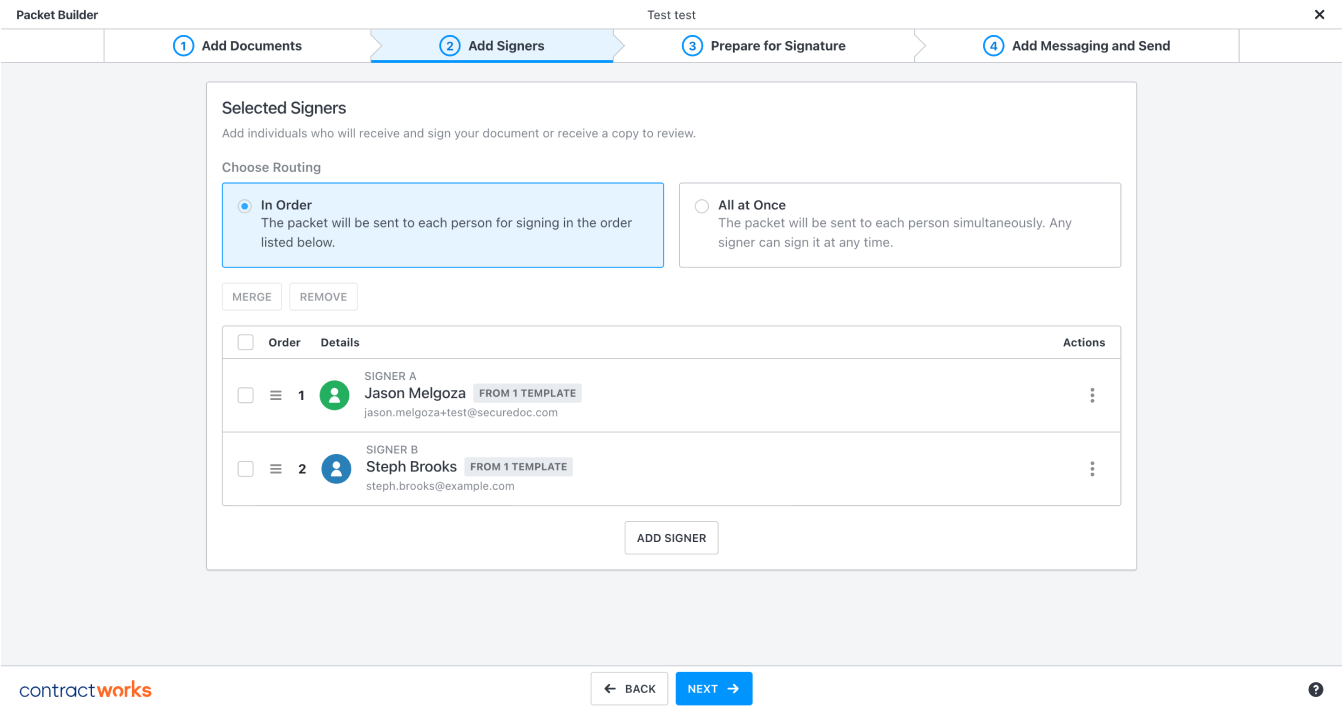 Packet Builder
Test test
1 Add Documents
2 Add Signers
3 Prepare for Signature
4 Add Messaging and Send
Selected Signers
Add individuals who will receive and sign your document or receive a copy to review.
Choose Routing
In Order
The packet will be sent to each person for signing in the order
listed below.
All at Once
The packet will be sent to each person simultaneously. Any
signer can sign it at any time.
MERGE
REMOVE
Order
Details
Actions
1
SIGNER A
Jason Melgoza FROM 1 TEMPLATE
jason.melgoza+test@securedoc.com
2
SIGNER B
Steph Brooks FROM 1 TEMPLATE
steph.brooks@example.com
ADD SIGNER
contractworks
BACK
NEXT
?